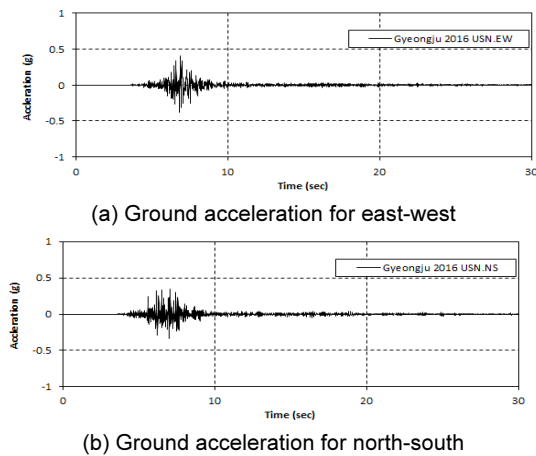 1
Gyeongju 2016 USN.EW
0.5
0
-0.5
-1
Accleration (g)
0 10 20 30
Time (sec)
(a) Ground acceleration for east-west
1
Gyeongju 2016 USN.NS
0.5
0
-0.5
-1
Accleration (g)
0 10 20 30
Time (sec)
(b) Ground acceleration for north-south